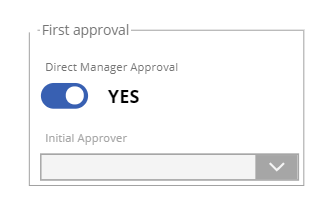 First approval
Direct Manager Approval
YES
Initial Approver